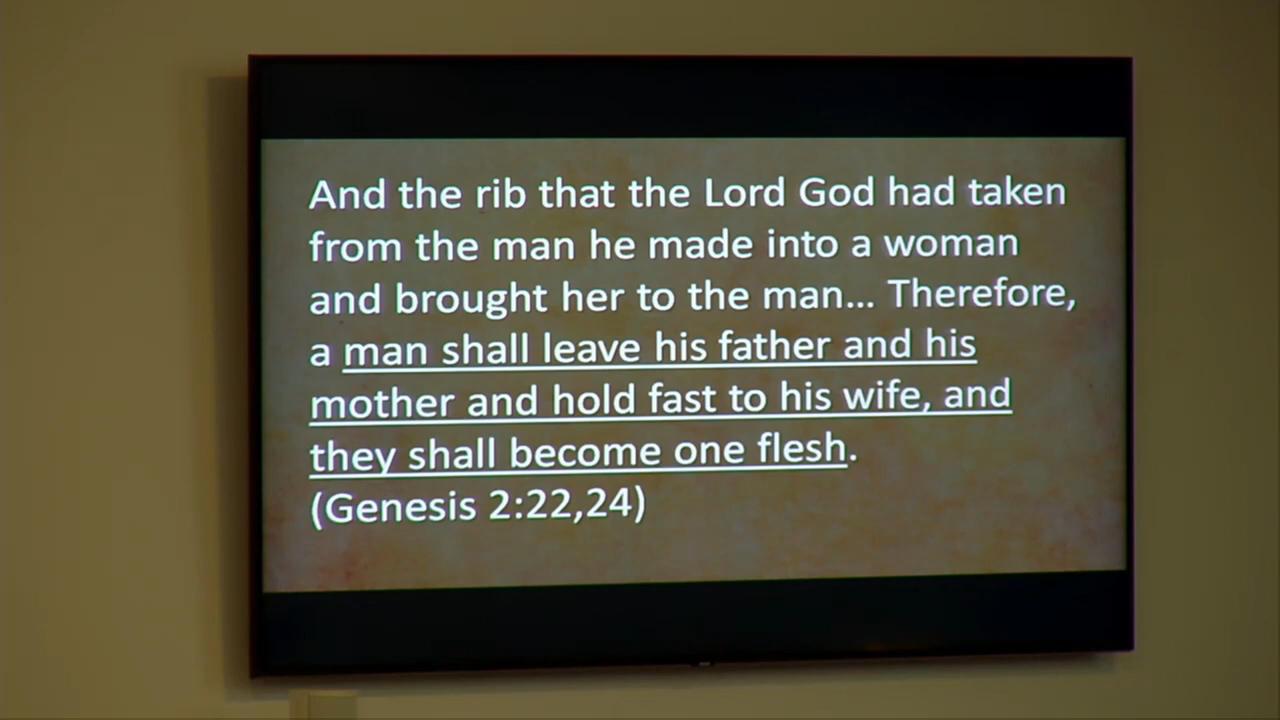 And the rib that the Lord God had taken
from the man he made into a woman
and brought her to the man... Therefore,
a man shall leave his father and his
mother and hold fast to his wife, and
they shall become one flesh.
(Genesis 2:22,24)